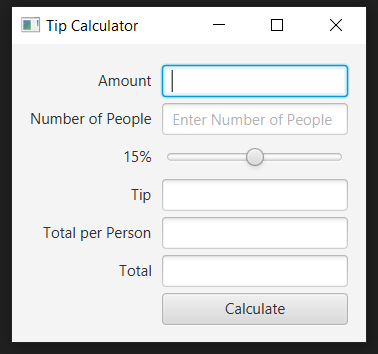 Tip Calculator
Amount
Number of People Enter Number of People
15%
Tip
Total per Person
Total
Calculate